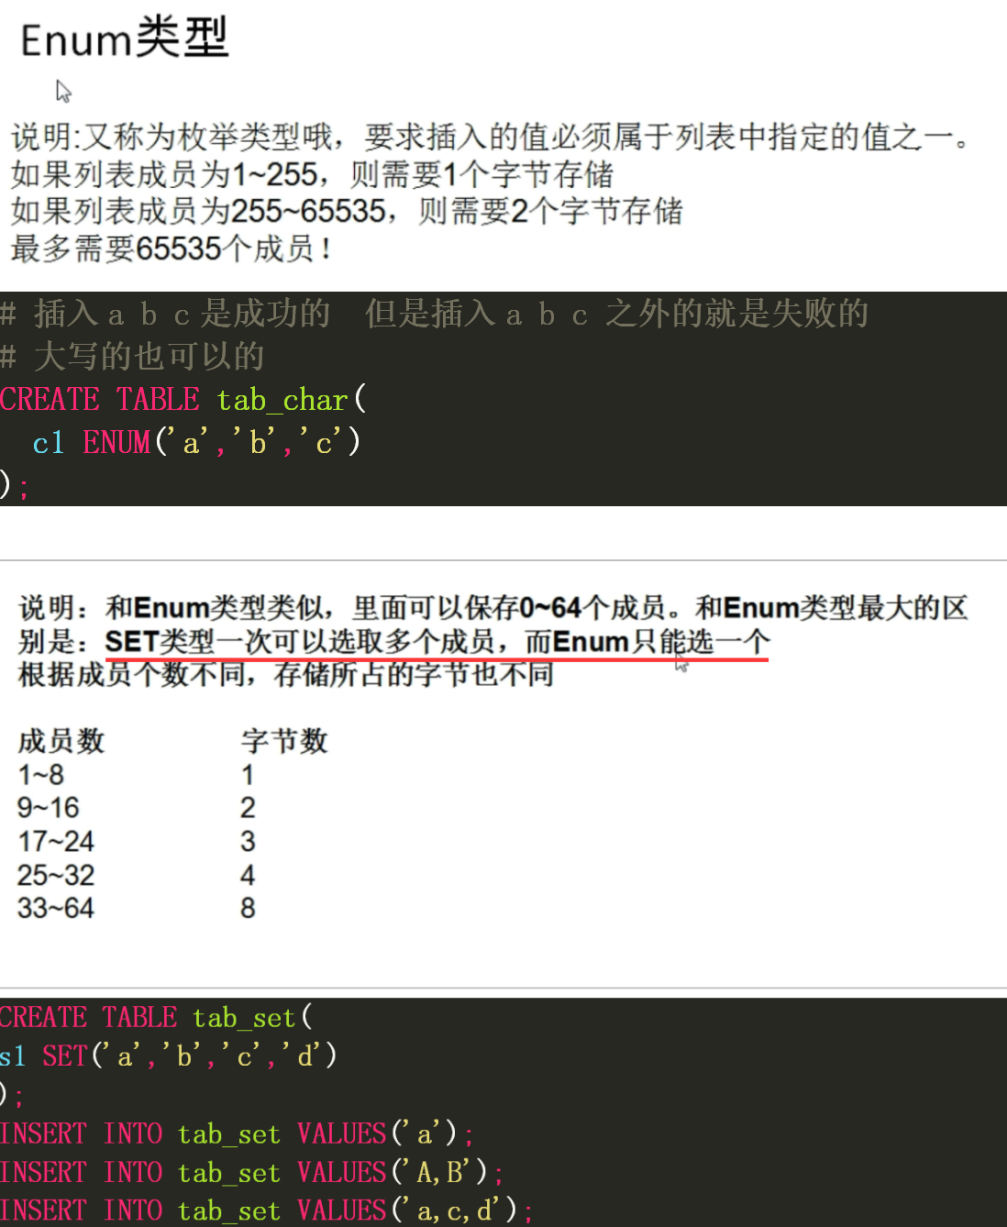 Enum类型
说明:又称为枚举类型哦，要求插入的值必须属于列表中指定的值之一。
如果列表成员为1~255，则需要1个字节存储
如果列表成员为255~65535，则需要2个字节存储
最多需要65535个成员！
# 插入a b c是成功的　但是插入a b c 之外的就是失败的
# 大写的也可以的
CREATE TABLE tab_char(
  c1 ENUM('a','b','c')
);
说明：和Enum类型类似，里面可以保存0~64个成员。和Enum类型最大的区
别是：SET类型一次可以选取多个成员，而Enum只能选一个
根据成员个数不同，存储所占的字节也不同
成员数 字节数
1~8 1
9~16 2
17~24 3
25~32 4
33~64 8
CREATE TABLE tab_set(
s1 SET('a','b','c','d')
);
INSERT INTO tab_set VALUES('a');
INSERT INTO tab_set VALUES('A,B');
INSERT INTO tab_set VALUES('a,c,d');